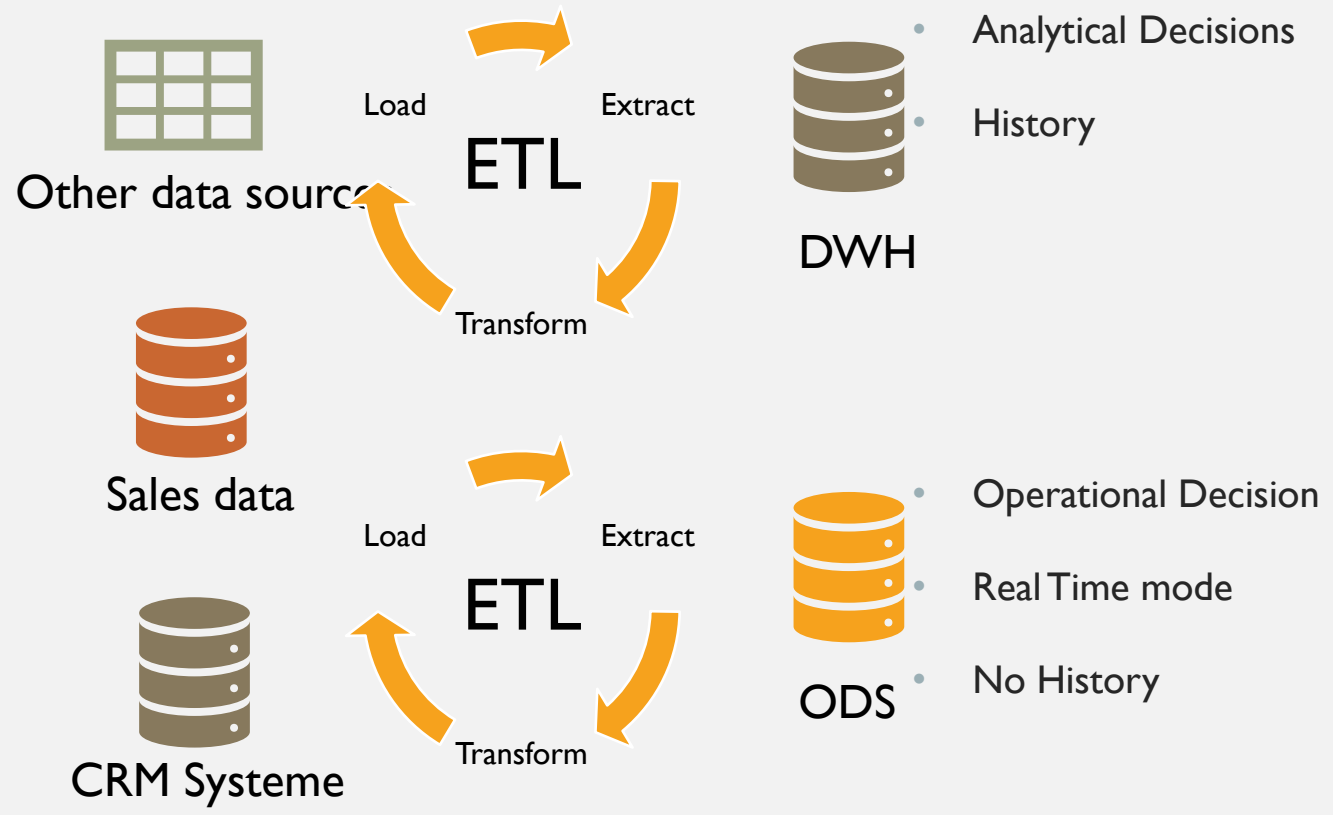 Other data sources
Load
Extract
ETL
Transform
DWH
Analytical Decisions
History
Sales data
CRM Systeme
Load
Extract
ETL
Transform
ODS
Operational Decision
Real Time mode
No History